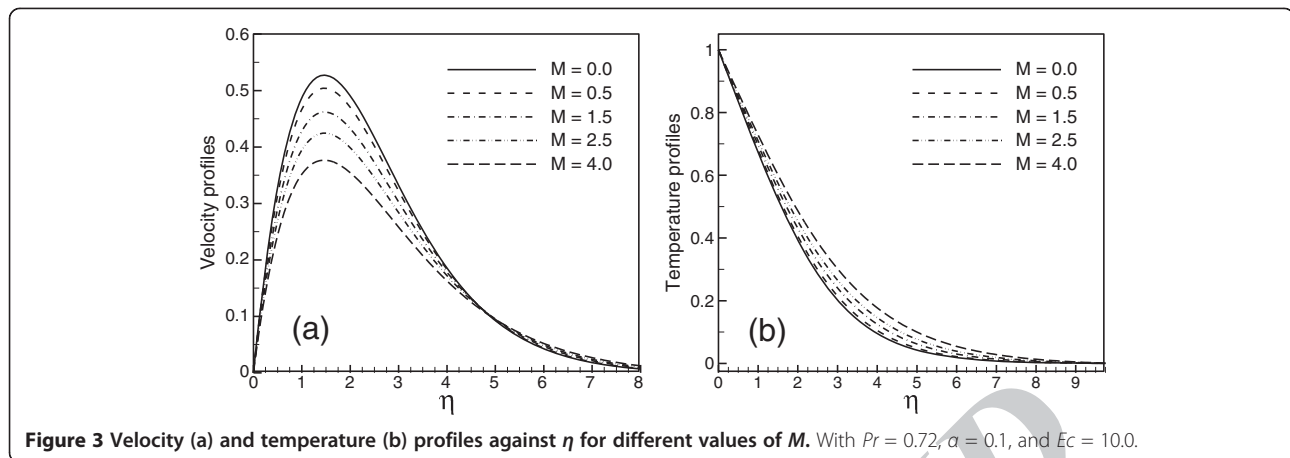 0.6
0.5
0.4
0.3
0.2
0.1
0
Velocity profiles
M = 0.0
M = 0.5
M = 1.5
M = 2.5
M = 4.0
(a)
0 1 2 3 4 5 6 7 8
η
1
0.8
0.6
0.4
0.2
0
Temperature profiles
M = 0.0
M = 0.5
M = 1.5
M = 2.5
M = 4.0
(b)
0 1 2 3 4 5 6 7 8 9
η
Figure 3 Velocity (a) and temperature (b) profiles against η for different values of M. With Pr = 0.72, α = 0.1, and Ec = 10.0.